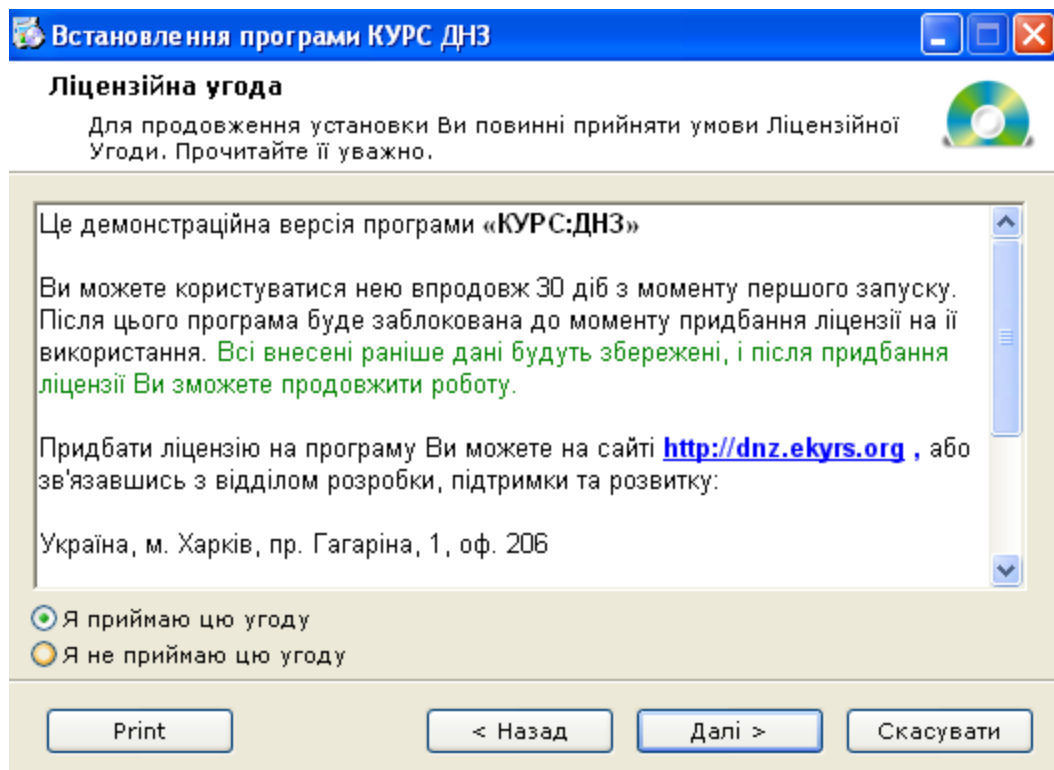 Встановлення програми КУРС ДНЗ
Ліцензійна угода
Для продовження установки Ви повинні прийняти умови Ліцензійної
Угоди. Прочитайте її уважно.
Це демонстраційна версія програми «КУРС:ДНЗ»
Ви можете користуватися нею впродовж 30 діб з моменту першого запуску.
Після цього програма буде заблокована до моменту придбання ліцензії на її
використання. Всі внесені раніше дані будуть збережені, і після придбання
ліцензії Ви зможете продовжити роботу.
Придбати ліцензію на програму Ви можете на сайті http://dnz.ekyrs.org , або
зв'язавшись з відділом розробки, підтримки та розвитку:
Україна, м. Харків, пр. Гагаріна, 1, оф. 206
Я приймаю цю угоду
Я не приймаю цю угоду
Print
< Назад
Далі >
Скасувати